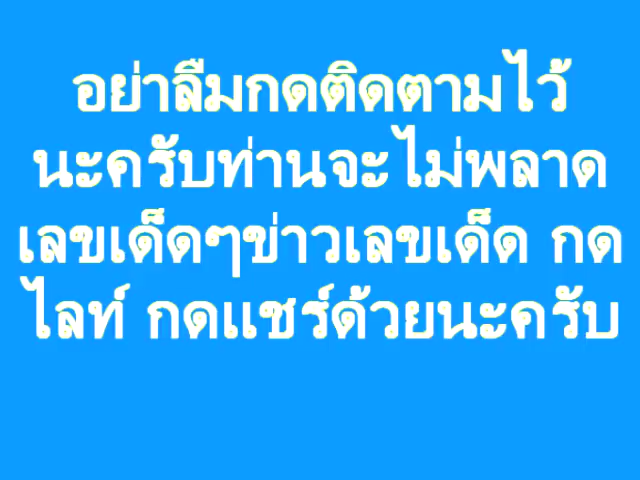 อย่าลืมกดติดตามไว้
นะครับท่านจะไม่พลาด
เลขเด็ดๆข่าวเลขเด็ด กด
ไลท์ กดแชร์ด้วยนะครับ